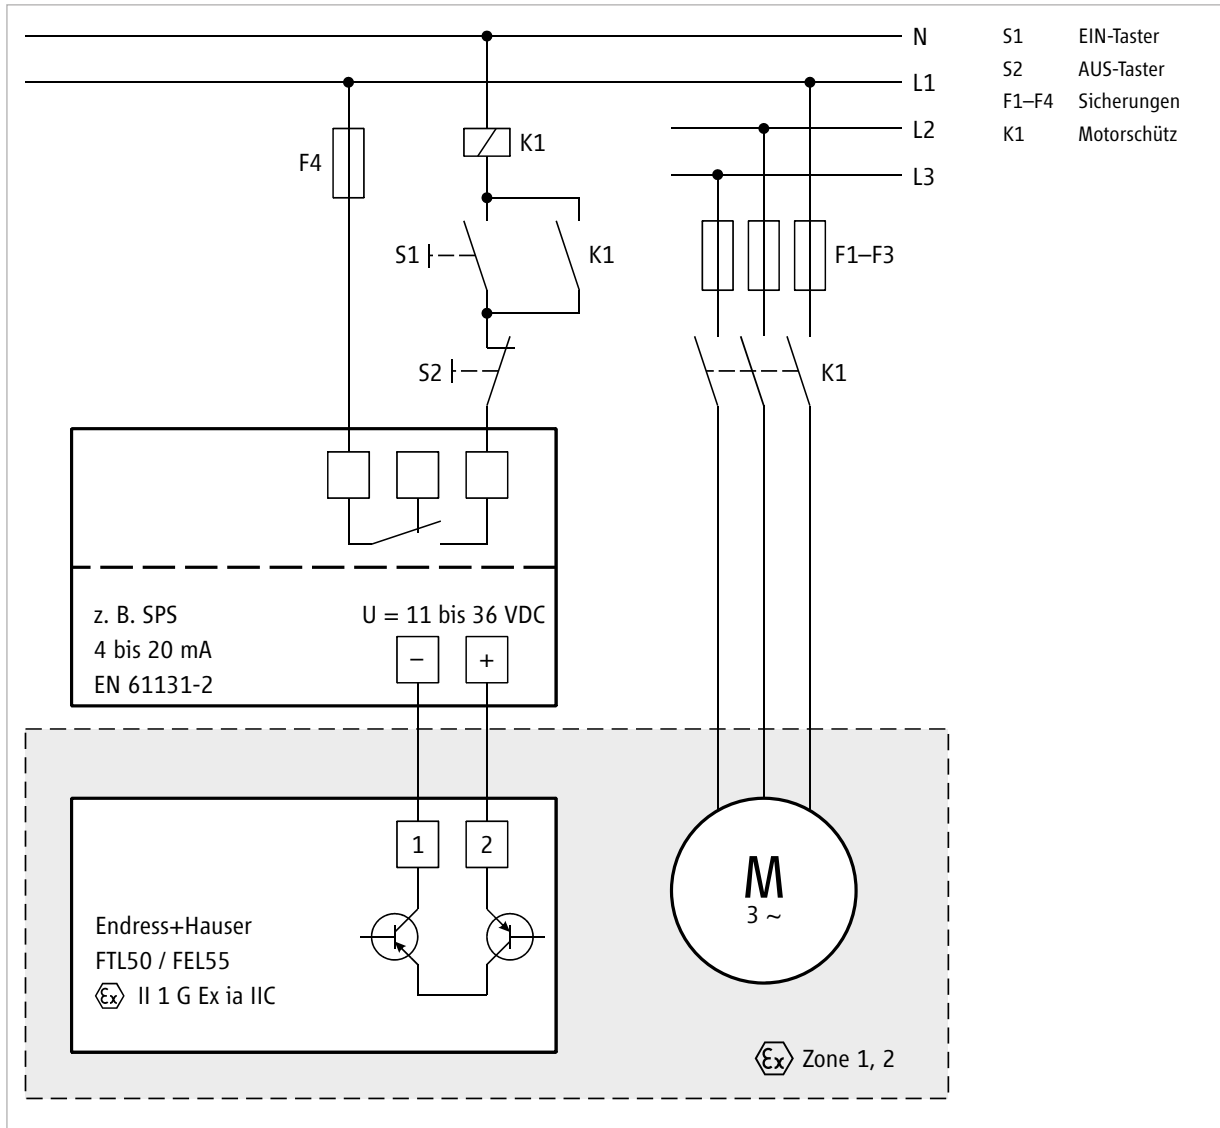 N
L1
L2
L3
S1 EIN-Taster
S2 AUS-Taster
F1–F4 Sicherungen
K1 Motorschütz
K1
F4
S1
K1
F1–F3
S2
K1
z. B. SPS
4 bis 20 mA
EN 61131-2
U = 11 bis 36 VDC
– +
1 2
Endress+Hauser
FTL50 / FEL55
Ex II 1 G Ex ia IIC
M
3 ~
Ex Zone 1, 2